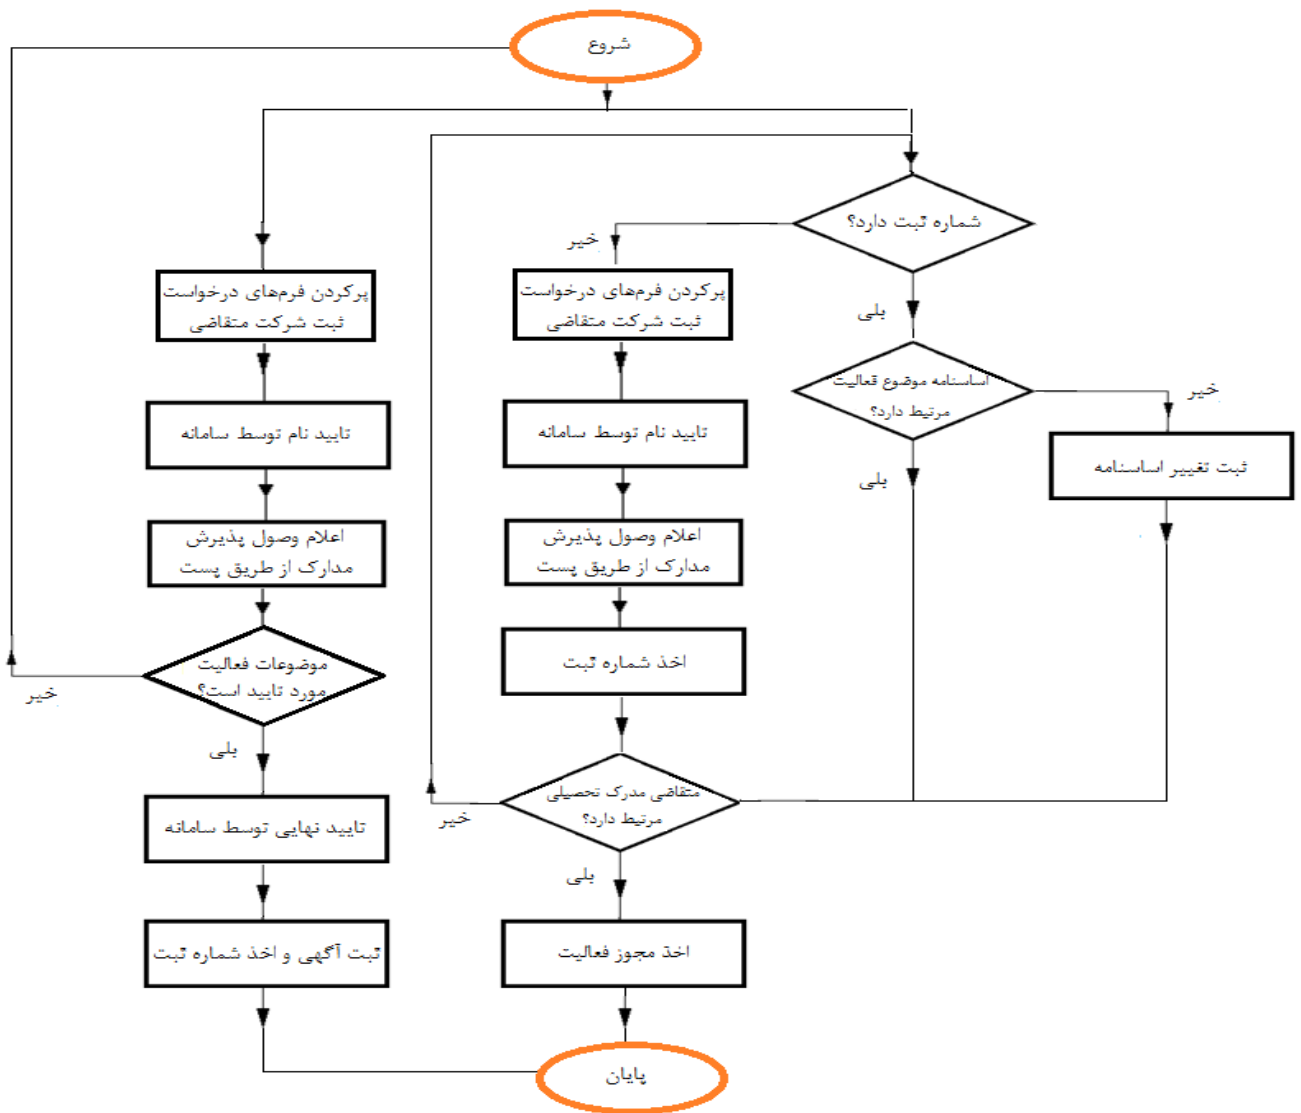 شروع
شماره ثبت دارد؟
خیر
بلی
پرکردن فرم‌های درخواست
ثبت شرکت متقاضی
پرکردن فرم‌های درخواست
ثبت شرکت متقاضی
اساسنامه موضوع قعالیت
مرتیط دارد؟
خیر
بلی
ثبت تغییر اساسنامه
تایید نام توسط سامانه
تایید نام توسط سامانه
اعلام وصول پذیرش
مدارک از طریق پست
اعلام وصول پذیرش
مدارک از طریق پست
اخذ شماره ثبت
موضوعات فعالیت
مورد تایید است؟
خیر
بلی
متقاضی مدرک تحصیلی
مرتبط دارد؟
خیر
بلی
تایید نهایی توسط سامانه
اخذ مجوز فعالیت
ثبت آگهی و اخذ شماره ثبت
پایان